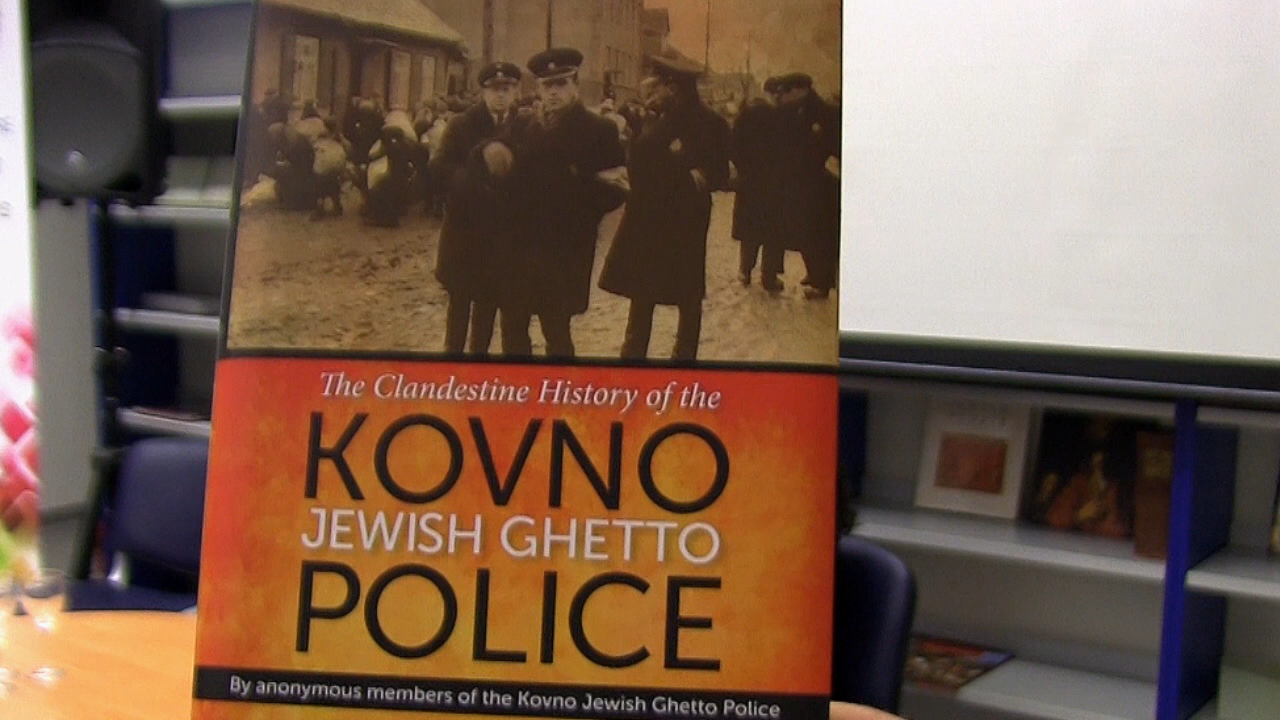 The Clandestine History of the
KOVNO
JEWISH GHETTO
POLICE
By anonymous members of the Kovno Jewish Ghetto Police